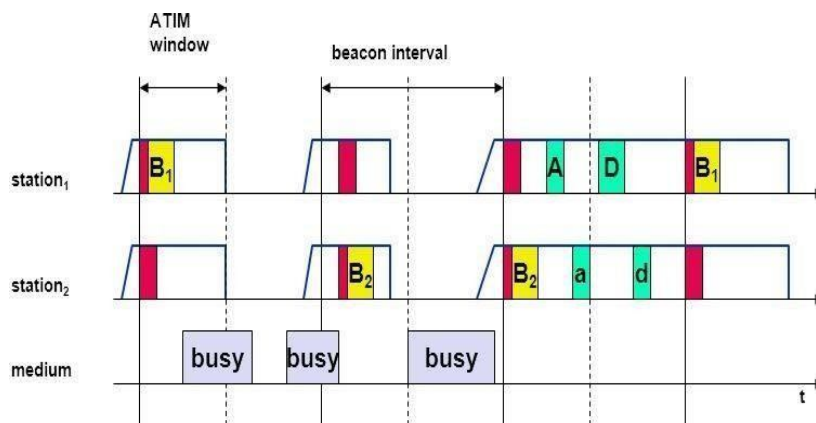 ATIM
window
beacon interval
station₁
B₁
A
D
B₁
station₂
B₂
B₂
a
d
medium
busy
busy
busy
t